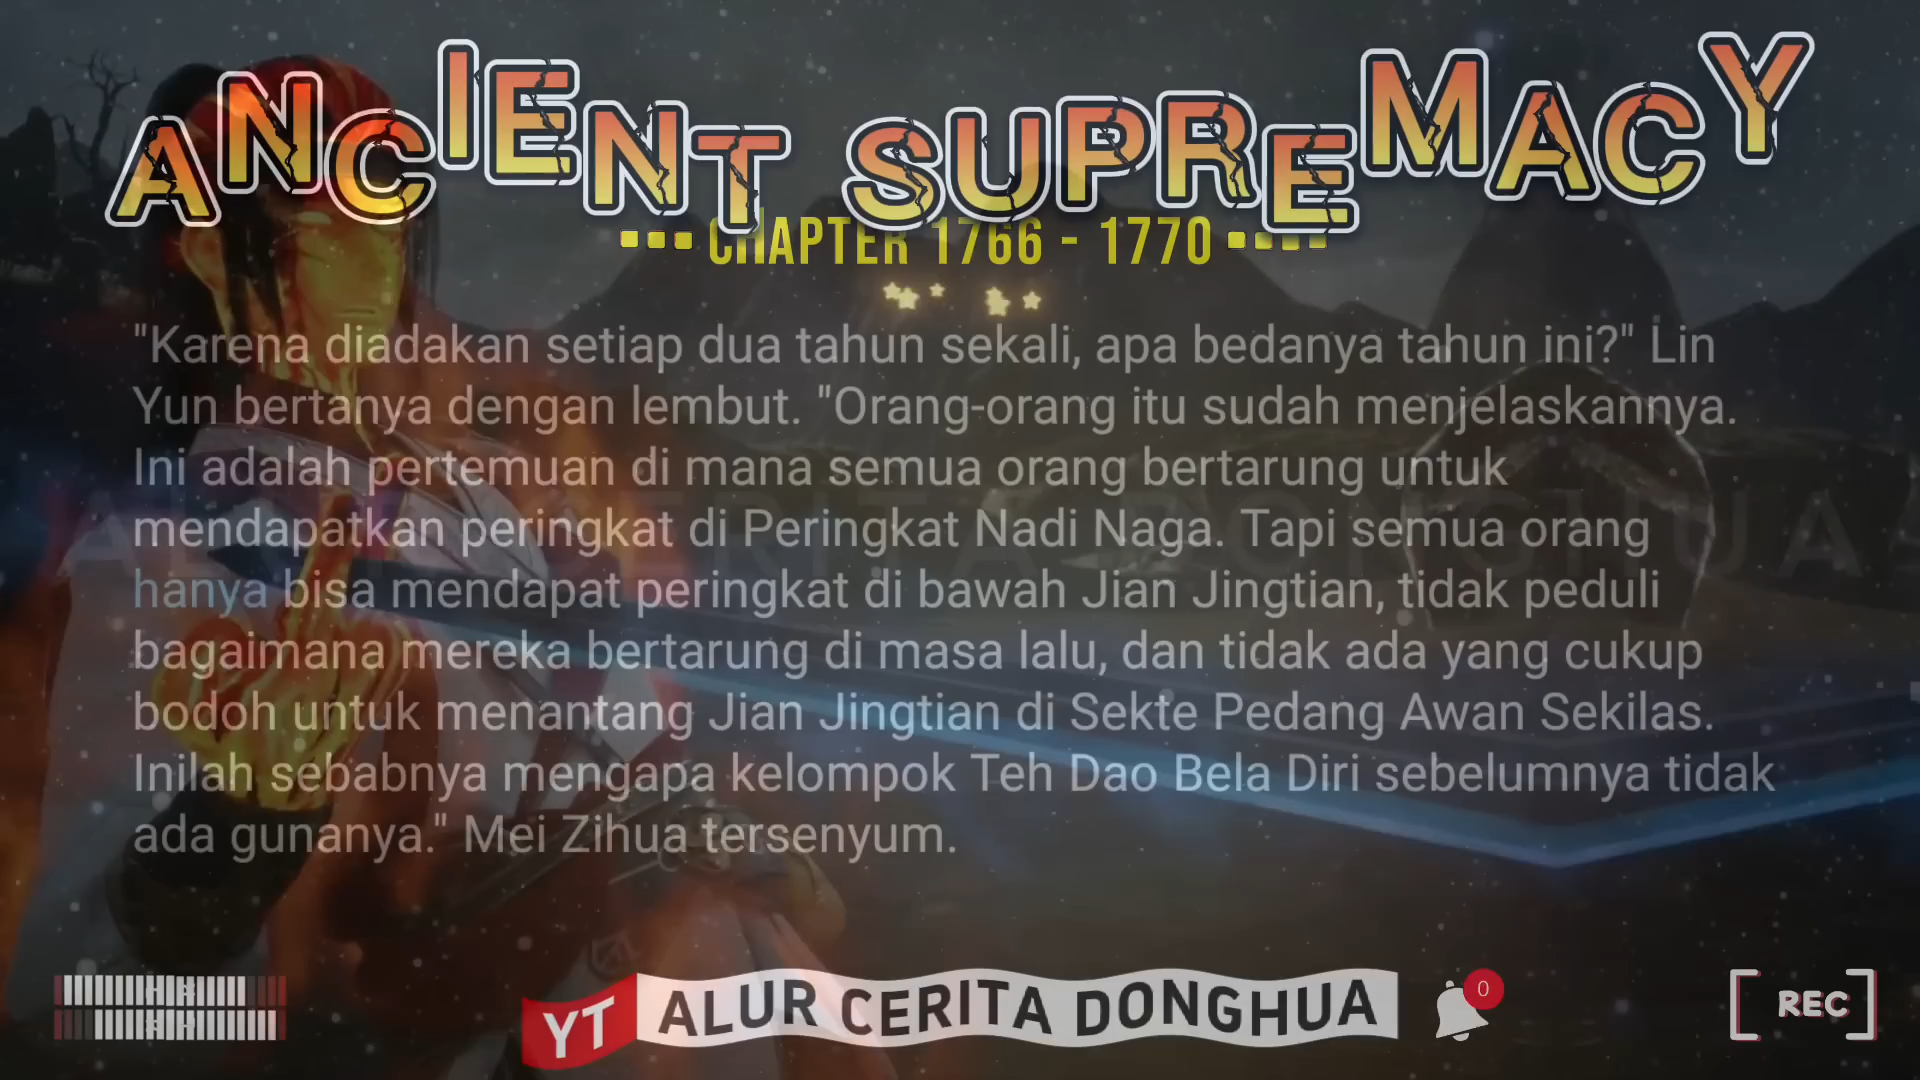 ANCIENT SUPREMACY
CHAPTER 1766 - 1770
"Karena diadakan setiap dua tahun sekali, apa bedanya tahun ini?" Lin
Yun bertanya dengan lembut. "Orang-orang itu sudah menjelaskannya.
Ini adalah pertemuan di mana semua orang bertarung untuk
mendapatkan peringkat di Peringkat Nadi Naga. Tapi semua orang
hanya bisa mendapat peringkat di bawah Jian Jingtian, tidak peduli
bagaimana mereka bertarung di masa lalu, dan tidak ada yang cukup
bodoh untuk menantang Jian Jingtian di Sekte Pedang Awan Sekilas.
Inilah sebabnya mengapa kelompok Teh Dao Bela Diri sebelumnya tidak
ada gunanya." Mei Zihua tersenyum.
ALUR CERITA DONGHUA
YT ALUR CERITA DONGHUA
0
REC